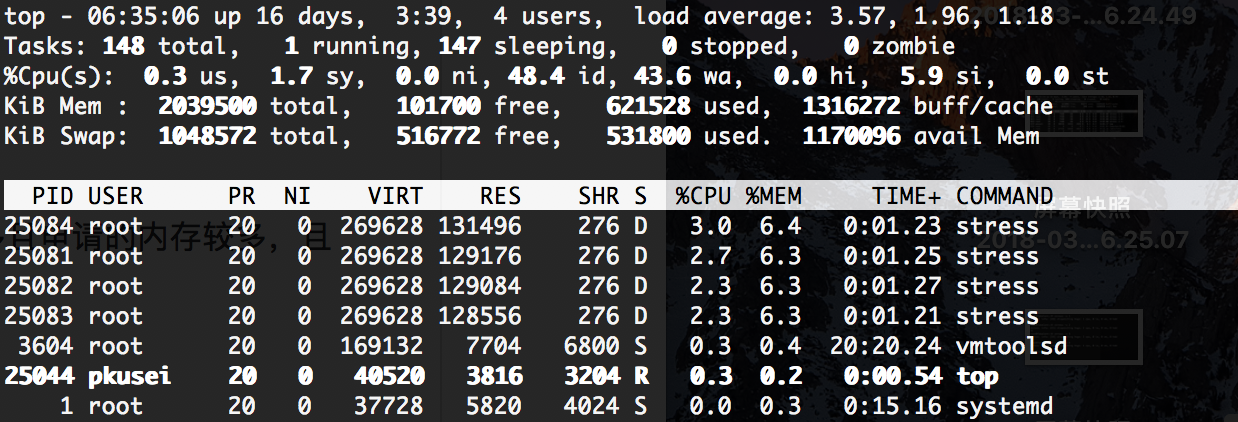 top - 06:35:06 up 16 days,  3:39,  4 users,  load average: 3.57, 1.96, 1.18
Tasks: 148 total,   1 running, 147 sleeping,   0 stopped,   0 zombie
%Cpu(s):  0.3 us,  1.7 sy,  0.0 ni, 48.4 id, 43.6 wa,  0.0 hi,  5.9 si,  0.0 st
KiB Mem :  2039500 total,   101700 free,   621528 used,  1316272 buff/cache
KiB Swap:  1048572 total,   516772 free,   531800 used.  1170096 avail Mem
PID USER      PR  NI    VIRT    RES    SHR S  %CPU %MEM     TIME+ COMMAND
25084 root      20   0  269628 131496    276 D   3.0  6.4   0:01.23 stress
25081 root      20   0  269628 129176    276 D   2.7  6.3   0:01.25 stress
25082 root      20   0  269628 129084    276 D   2.3  6.3   0:01.27 stress
25083 root      20   0  269628 128556    276 D   2.3  6.3   0:01.21 stress
3604 root      20   0  169132   7704   6800 S   0.3  0.4  20:20.24 vmtoolsd
25044 pkusei    20   0   40520   3816   3204 R   0.3  0.2   0:00.54 top
1 root      20   0   37728   5820   4024 S   0.0  0.3   0:15.16 systemd
申请的内存较多，且
屏幕快照
2018-03...6.25.07
6.24.49